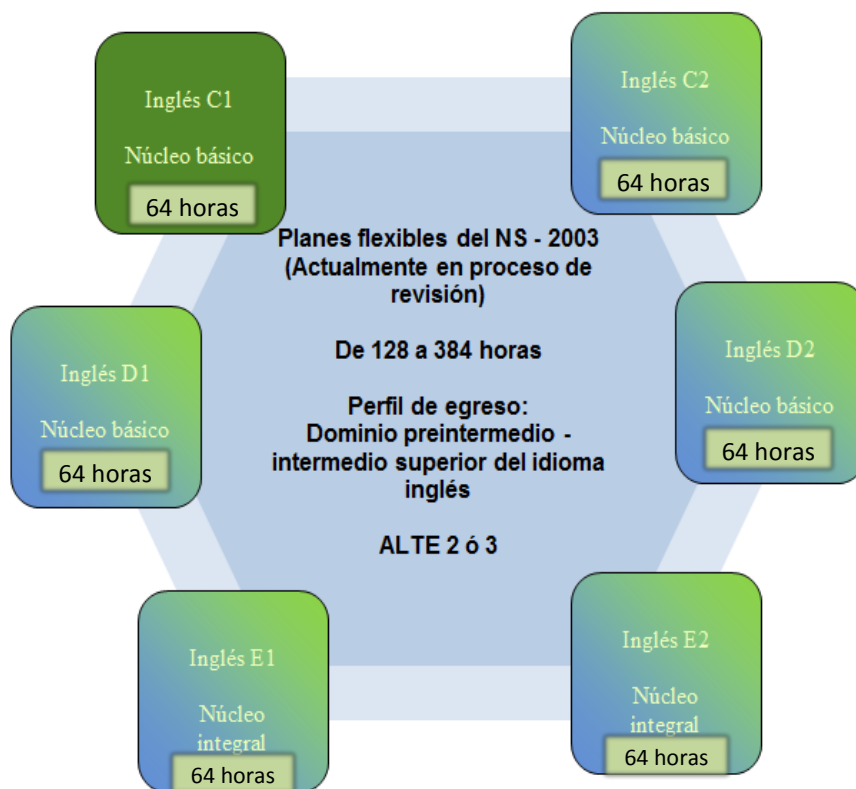 Inglés C1
Núcleo básico
64 horas
Inglés C2
Núcleo básico
64 horas
Planes flexibles del NS - 2003
(Actualmente en proceso de
revisión)
De 128 a 384 horas
Perfil de egreso:
Dominio preintermedio -
intermedio superior del idioma
inglés
ALTE 2 ó 3
Inglés D1
Núcleo básico
64 horas
Inglés D2
Núcleo básico
64 horas
Inglés E1
Núcleo
integral
64 horas
Inglés E2
Núcleo
integral
64 horas